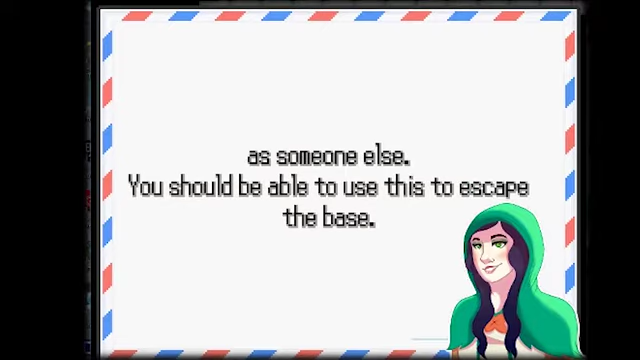 as someone else.
You should be able to use this to escape
the base.